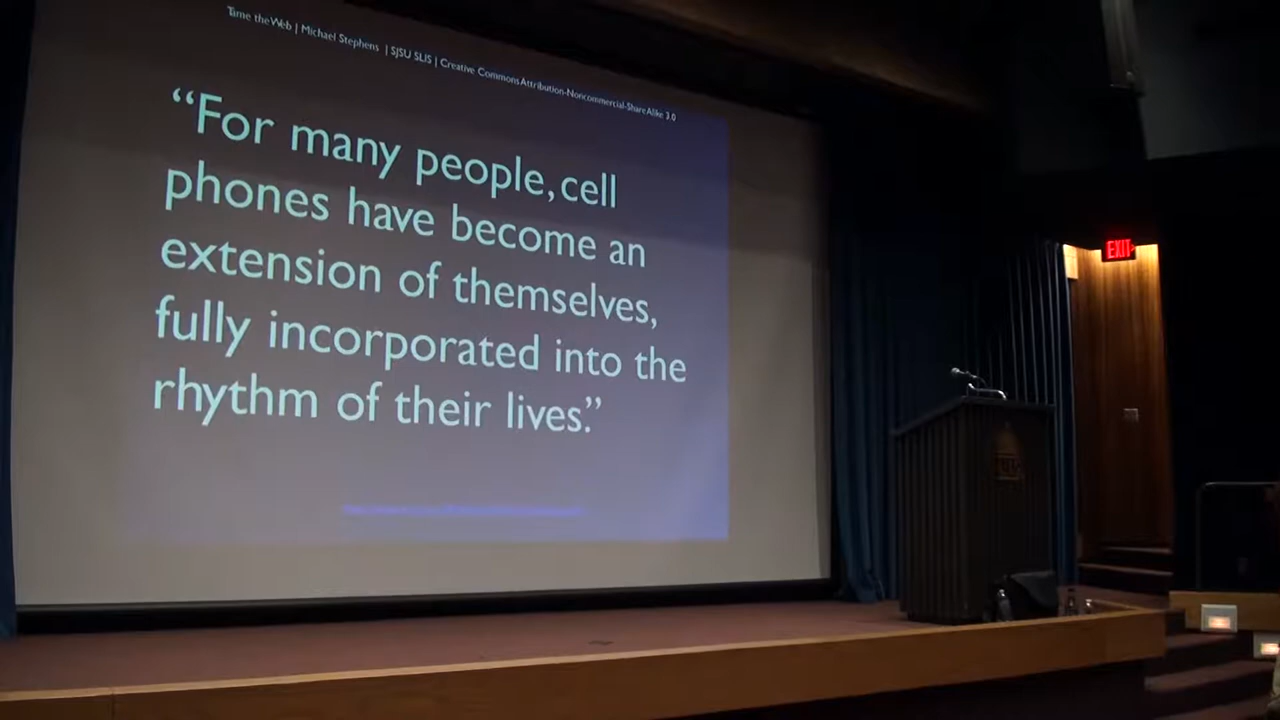 Tame the Web | Michael Stephens | SJSU SLIS | Creative Commons Attribution-Noncommercial-Share Alike 3.0
“For many people, cell
phones have become an
extension of themselves,
fully incorporated into the
rhythm of their lives.”
EXIT